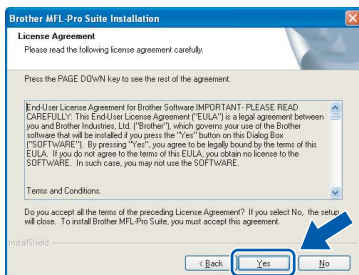 Brother MFL-Pro Suite Installation
License Agreement
Please read the following license agreement carefully.
Press the PAGE DOWN key to see the rest of the agreement.
End-User License Agreement for Brother Software IMPORTANT - PLEASE READ
CAREFULLY: This End-User License Agreement ("EULA") is a legal agreement between
you and Brother Industries, Ltd. ("Brother"), which governs your use of the Brother
software that will be installed if you press the "Yes" button on this Dialog Box
("SOFTWARE"). By pressing "Yes", you agree to be legally bound by the terms of this
EULA. If you do not agree to the terms of this EULA, you obtain no license to the
SOFTWARE. In such case, you may not use the SOFTWARE.
Terms and Conditions.
Do you accept all the terms of the preceding License Agreement? If you select No, the setup
will close. To install Brother MFL-Pro Suite, you must accept this agreement.
InstallShield
< Back
Yes
No